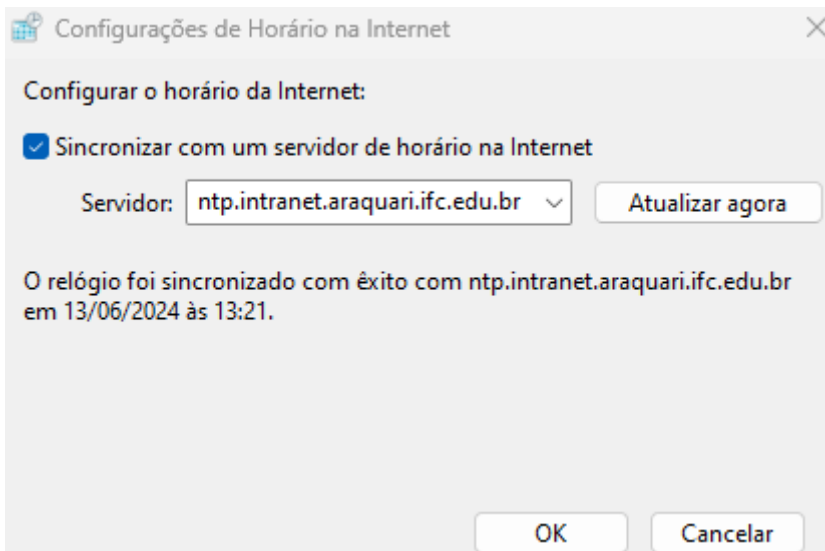 Configurações de Horário na Internet
Configurar o horário da Internet:
Sincronizar com um servidor de horário na Internet
Servidor: ntp.intranet.araquari.ifc.edu.br Atualizar agora
O relógio foi sincronizado com êxito com ntp.intranet.araquari.ifc.edu.br
em 13/06/2024 às 13:21.
OK Cancelar